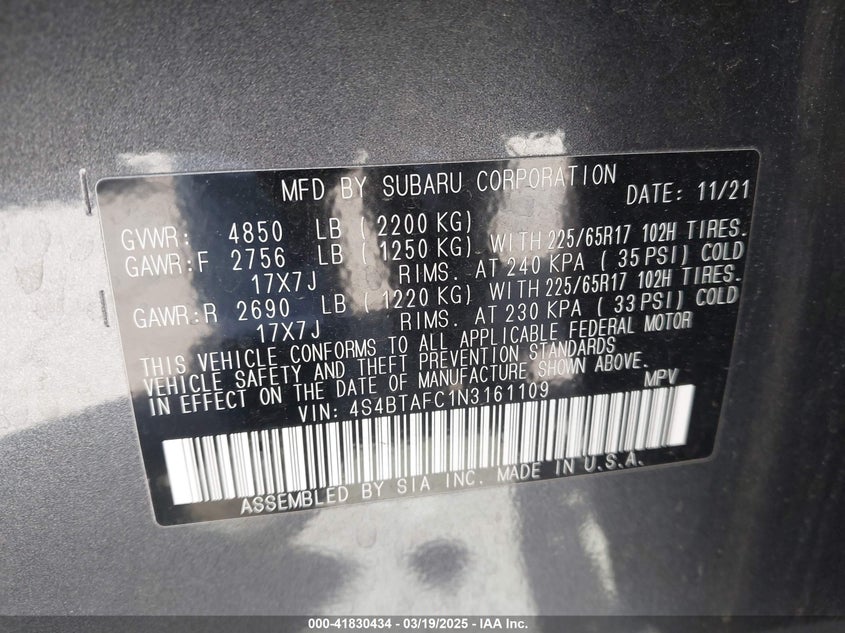 MFD BY SUBARU CORPORATION DATE: 11/21
GVWR: 4850 LB ( 2200 KG)
GAWR:F 2756 LB ( 1250 KG) WITH 225/65R17 102H TIRES.
17X7J RIMS. AT 240 KPA ( 35 PSI) COLD
GAWR:R 2690 LB ( 1220 KG) WITH 225/65R17 102H TIRES.
17X7J RIMS. AT 230 KPA ( 33 PSI) COLD
THIS VEHICLE CONFORMS TO ALL APPLICABLE FEDERAL MOTOR
VEHICLE SAFETY AND THEFT PREVENTION STANDARDS
IN EFFECT ON THE DATE OF MANUFACTURE SHOWN ABOVE.
VIN: 4S4BTAFC1N3161109 MPV
ASSEMBLED BY SIA INC. MADE IN U.S.A.
000-41830434 - 03/19/2025 - IAA Inc.